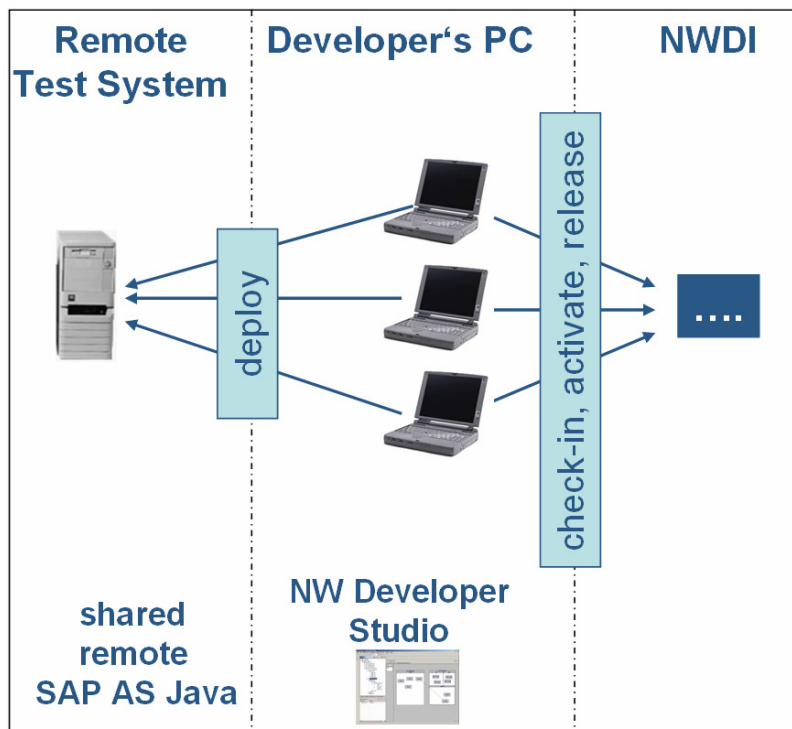 Remote
Test System
Developer‘s PC
NWDI
deploy
check-in, activate, release
....
shared
remote
SAP AS Java
NW Developer
Studio